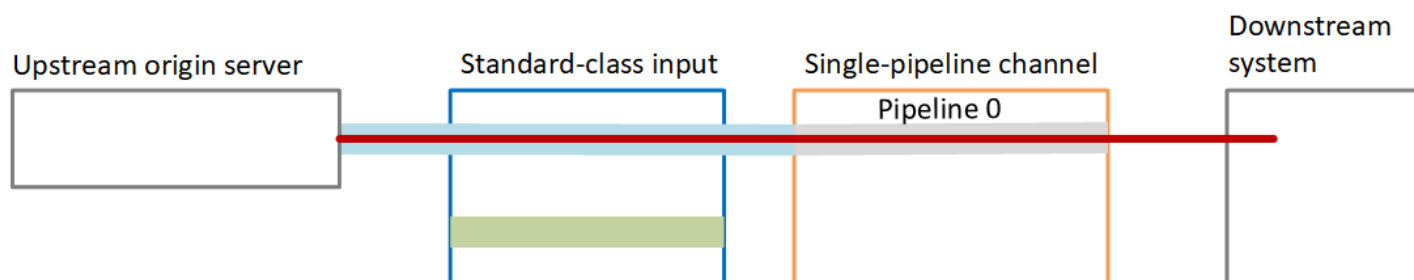 Upstream origin server
Standard-class input
Single-pipeline channel
Downstream
system
Pipeline 0